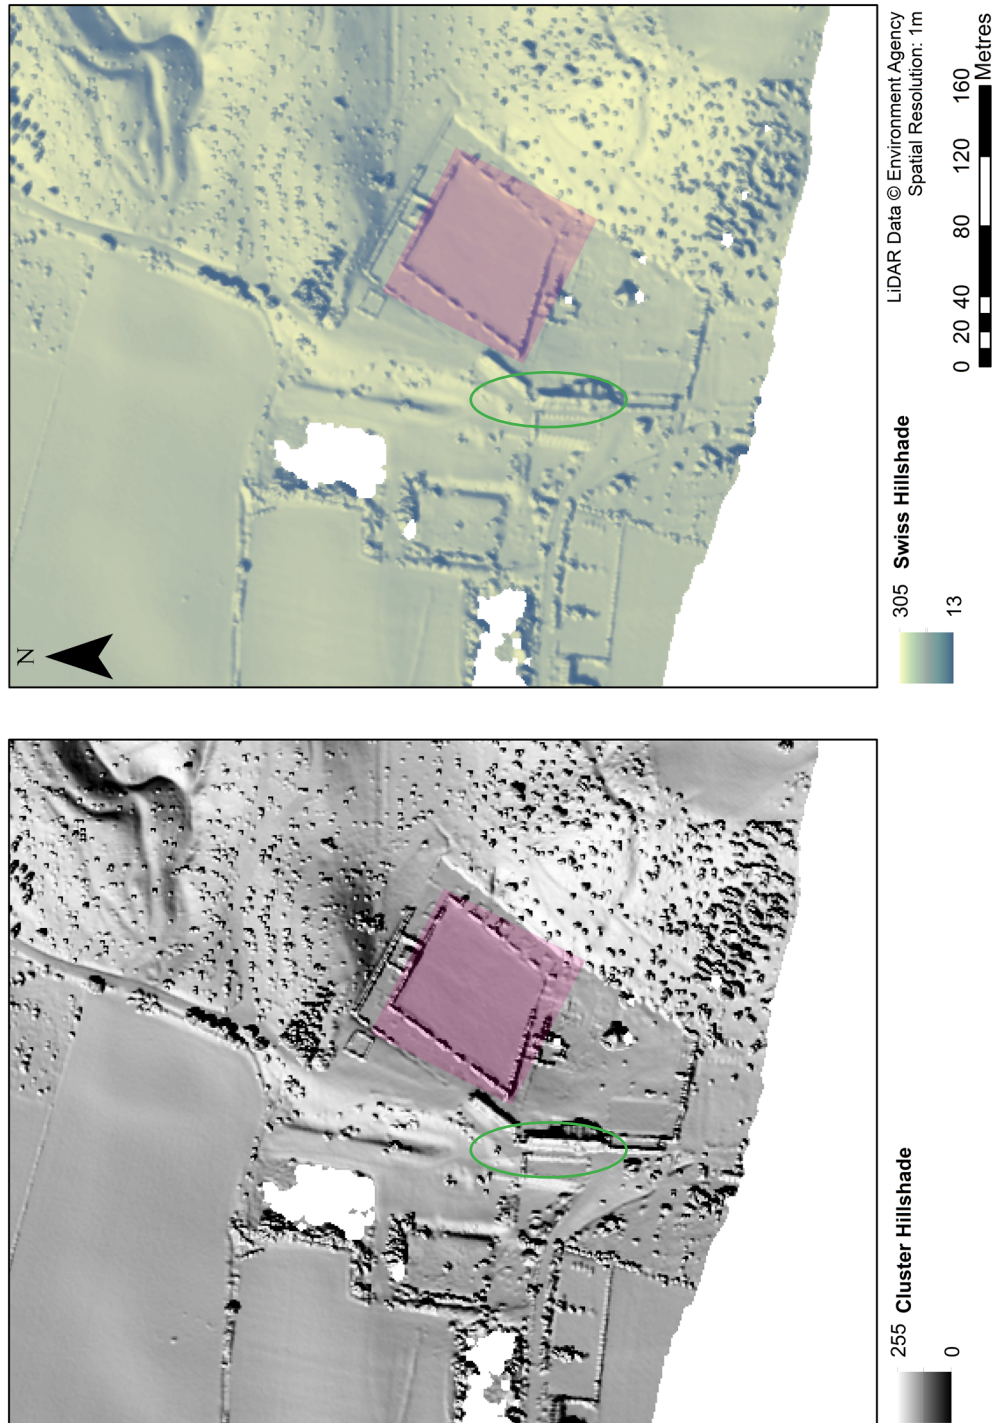 N
LiDAR Data © Environment Agency
Spatial Resolution: 1m
0 20 40 80 120 160
Metres
305 Swiss Hillshade
13
255 Cluster Hillshade
0